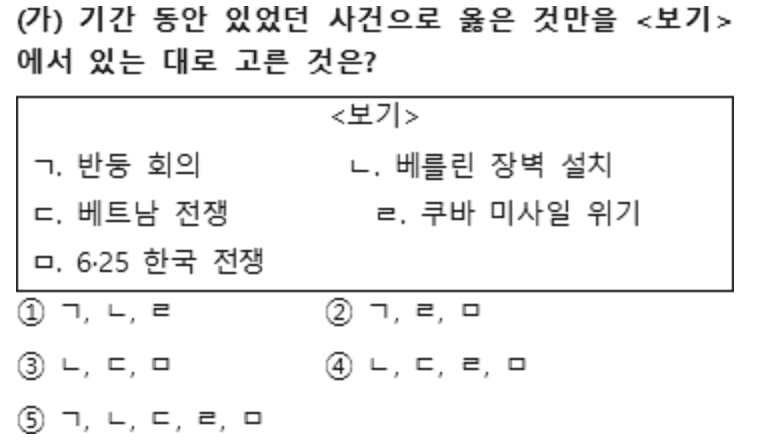 (가) 기간 동안 있었던 사건으로 옳은 것만을 <보기>
에서 있는 대로 고른 것은?
<보기>
ㄱ. 반둥 회의 ㄴ. 베를린 장벽 설치
ㄷ. 베트남 전쟁 ㄹ. 쿠바 미사일 위기
ㅁ. 6·25 한국 전쟁
① ㄱ, ㄴ, ㄹ ② ㄱ, ㄹ, ㅁ
③ ㄴ, ㄷ, ㅁ ④ ㄴ, ㄷ, ㄹ, ㅁ
⑤ ㄱ, ㄴ, ㄷ, ㄹ, ㅁ